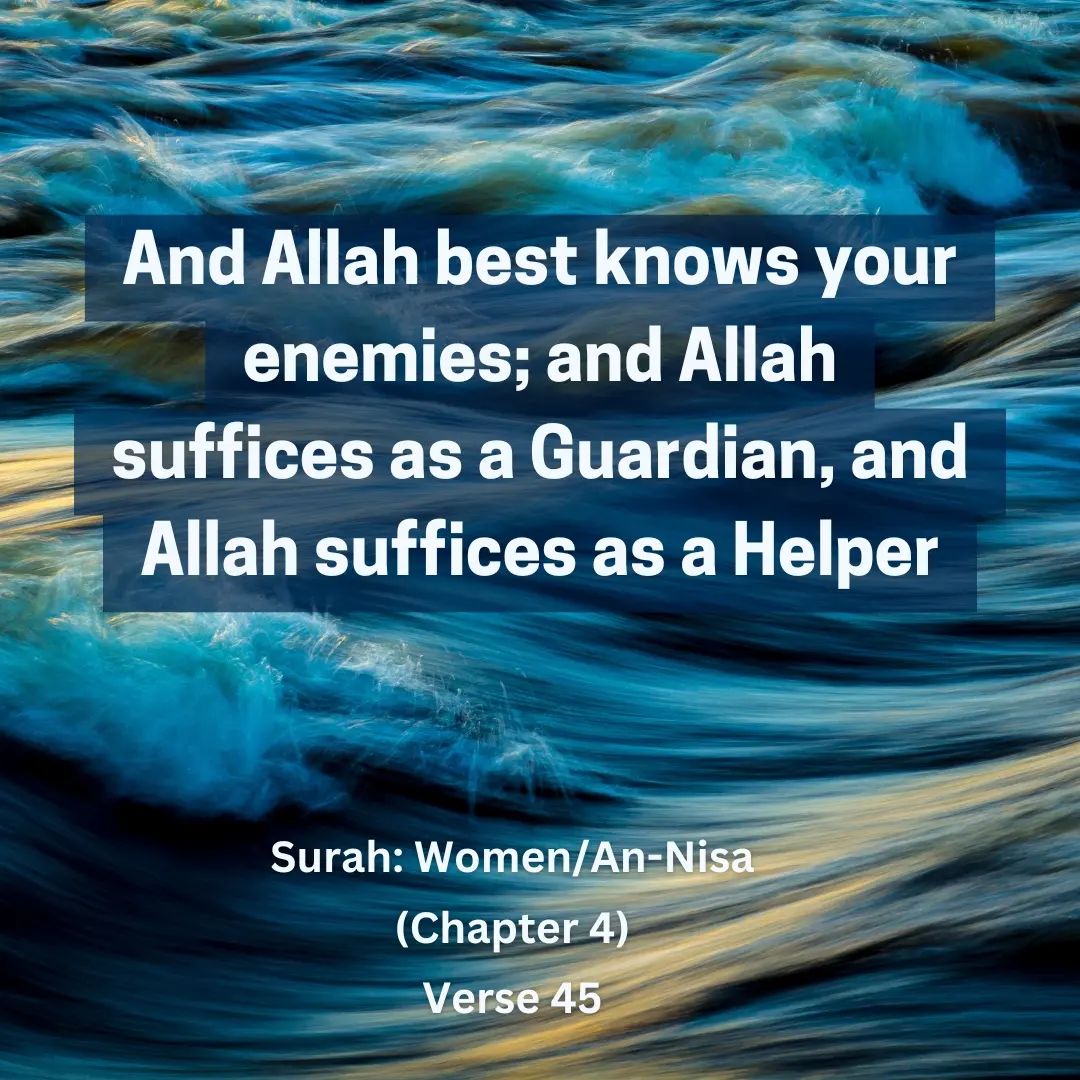 And Allah best knows your
enemies; and Allah
suffices as a Guardian, and
Allah suffices as a Helper
Surah: Women/An-Nisa
(Chapter 4)
Verse 45